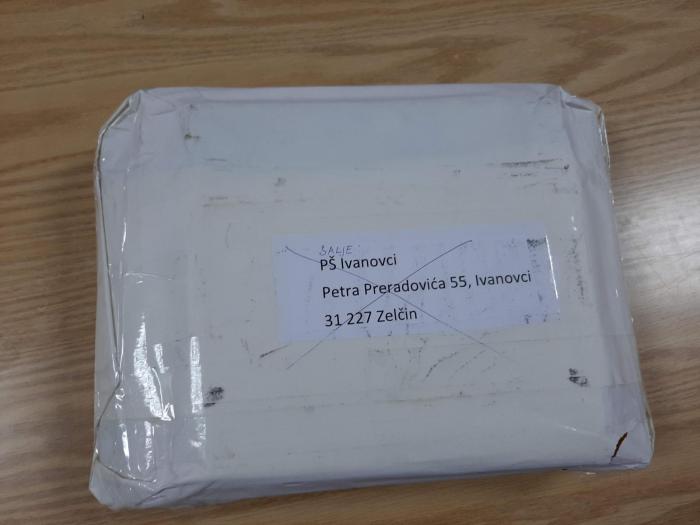 ŠALJE:
PŠ Ivanovci
Petra Preradovića 55, Ivanovci
31 227 Zelčin